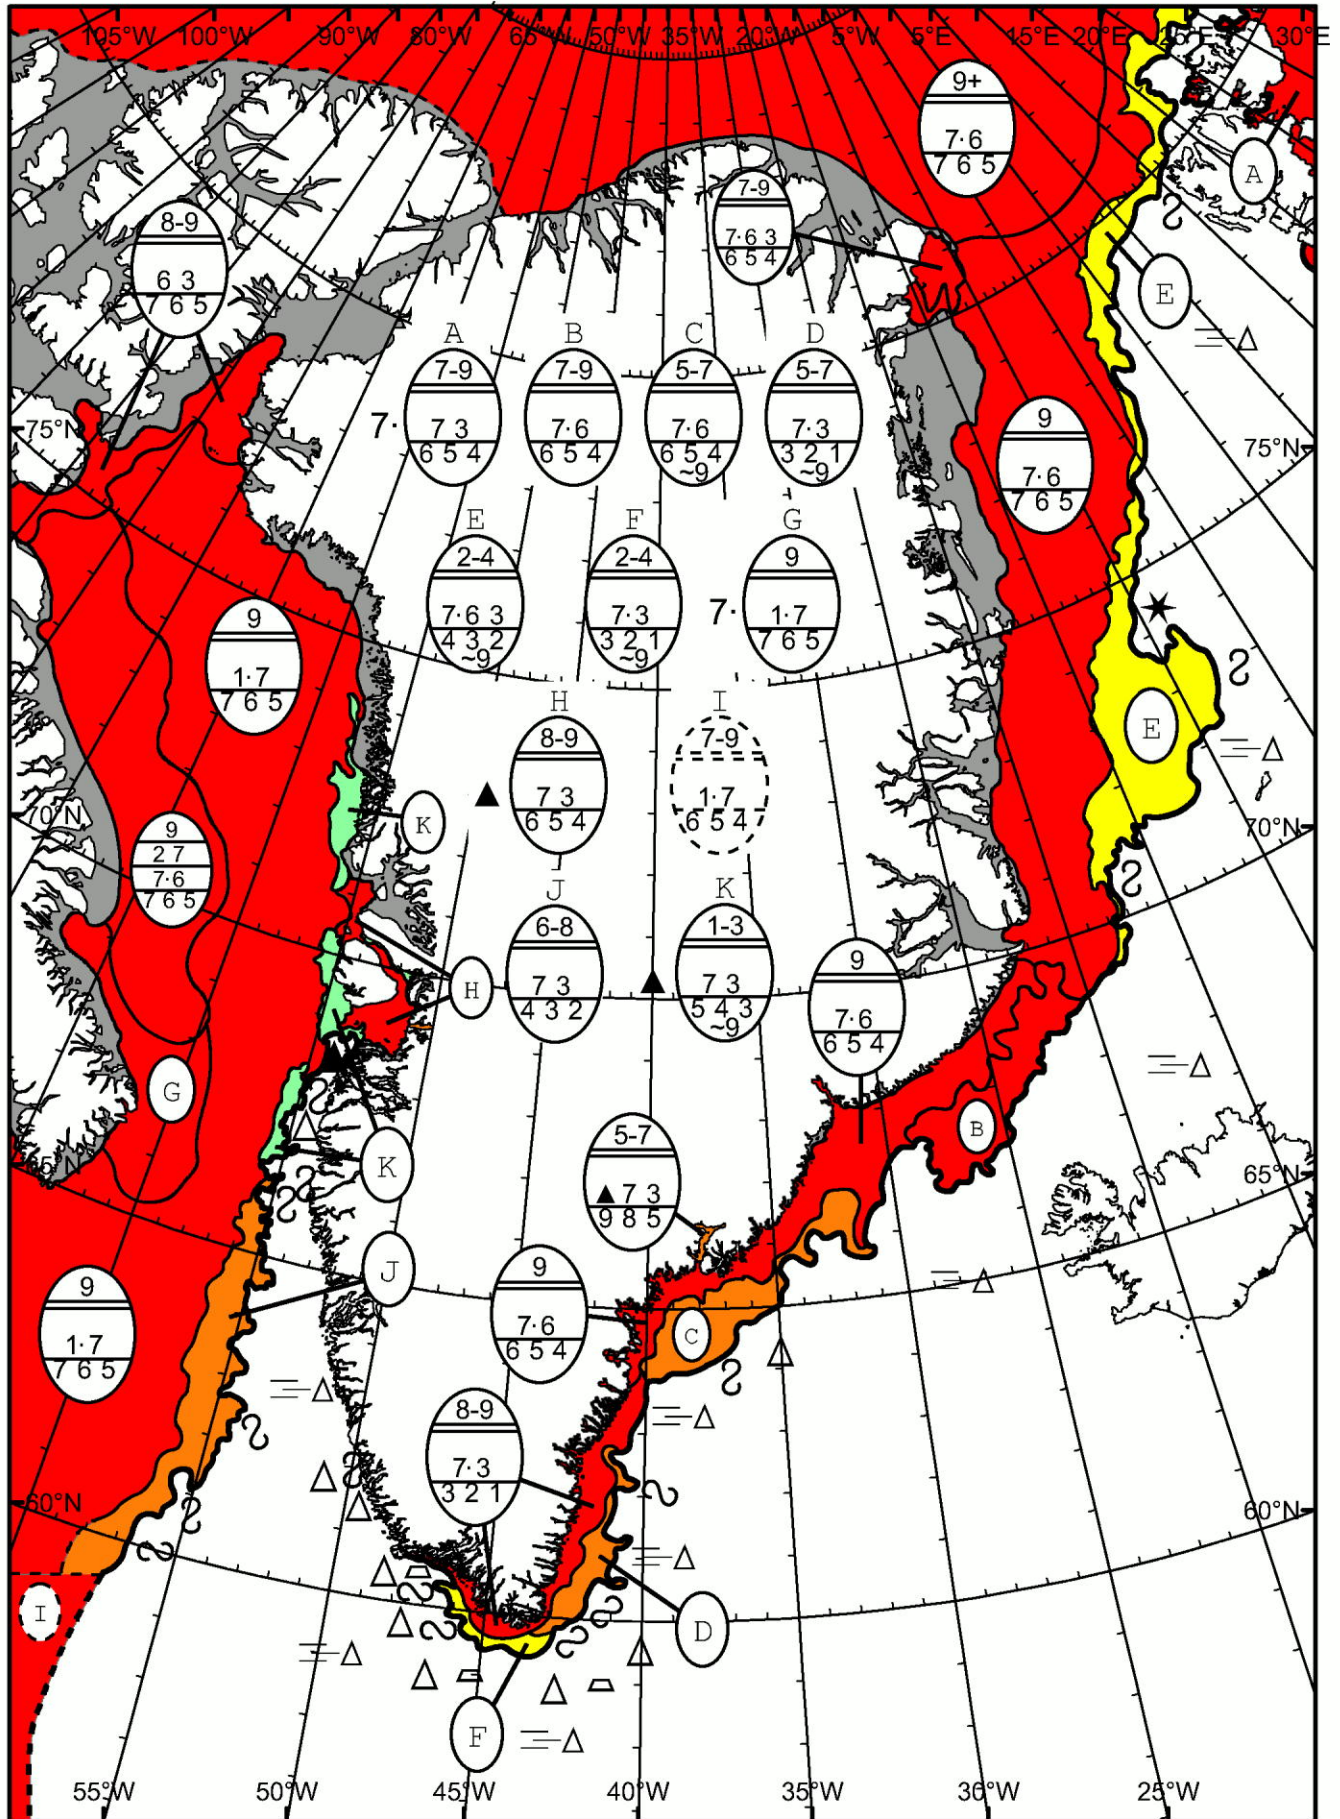 105°W 100°W 90°W 80°W 65°W 50°W 35°W 20°W 5°W 5°E 15°E 20°E 25°E 30°E
9+
7·6
7 6 5
A
7-9
7·6 3
6 5 4
8-9
6 3
7 6 5
E
A B C D
7-9 7-9 5-7 5-7
7· 7 3 7·6 7·6 7·3
6 5 4 6 5 4 6 5 4 3 2 1
~9 ~9
75°N
75°N
9
7·6
7 6 5
E F G
2-4 2-4 9
7·6 3 7·3 7· 1·7
4 3 2 3 2 1 7 6 5
~9 ~9
9
1·7
7 6 5
E
H I
8-9 7-9
▲ 7 3 1·7
6 5 4 6 5 4
70°N
70°N
K
9
2 7
7·6
7 6 5
J K
6-8 1-3
7 3 ▲ 7 3
4 3 2 5 4 3
~9
H
9
7·6
6 5 4
G
B
K
65°N
65°N
5-7
▲ 7 3
9 8 5
J
9
1·7
7 6 5
9
7·6
6 5 4
C
8-9
7·3
3 2 1
60°N
60°N
I
D
F
55°W 50°W 45°W 40°W 35°W 30°W 25°W